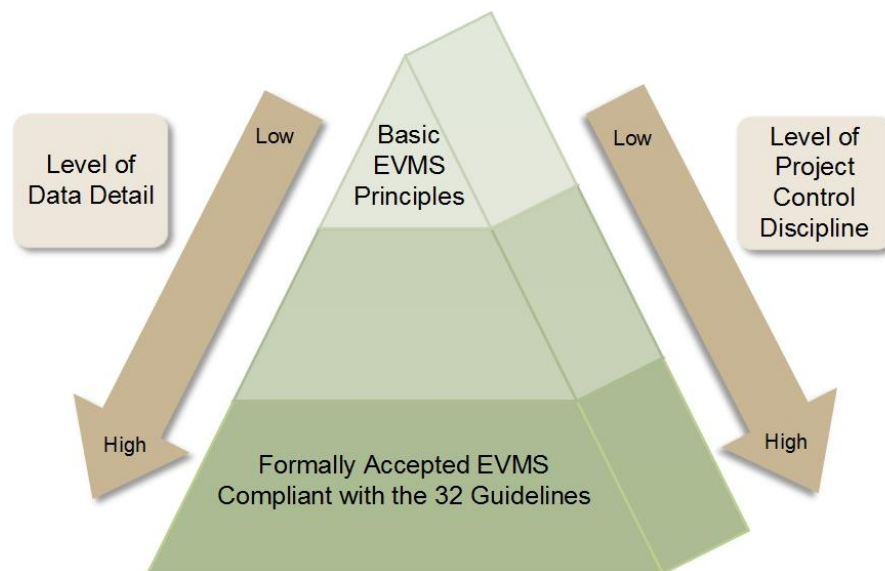 Level of
Data Detail
Low
High
Basic
EVMS
Principles
Formally Accepted EVMS
Compliant with the 32 Guidelines
Low
High
Level of
Project
Control
Discipline